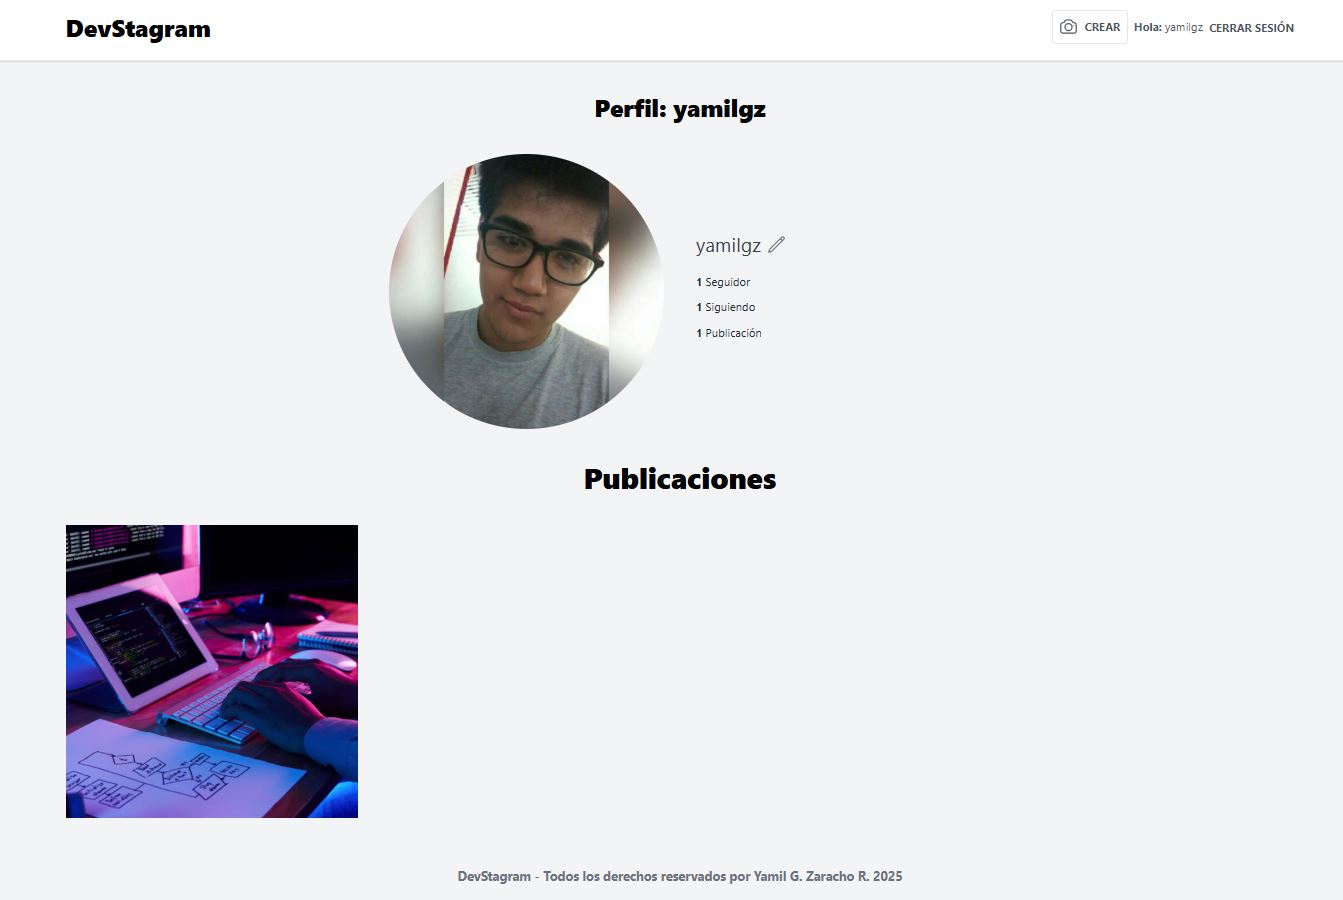 DevStagram
CREAR
Hola: yamilgz
CERRAR SESIÓN
Perfil: yamilgz
yamilgz
1 Seguidor
1 Siguiendo
1 Publicación
Publicaciones
DevStagram - Todos los derechos reservados por Yamil G. Zaracho R. 2025